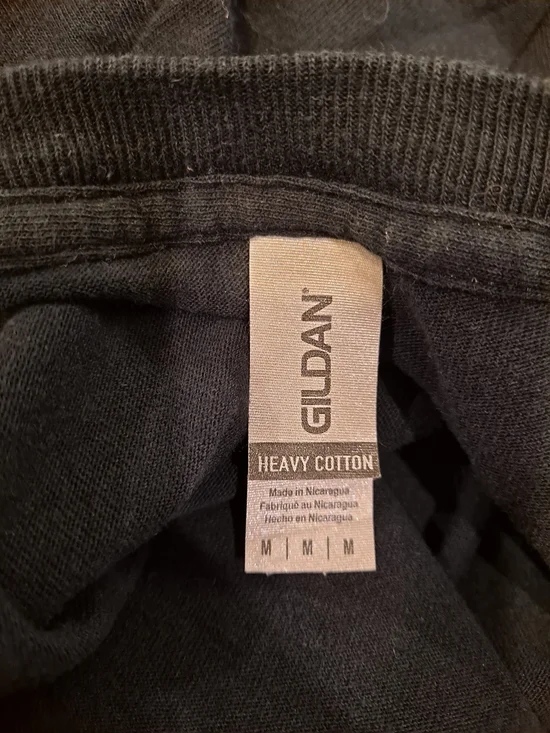 GILDAN®
HEAVY COTTON
Made in Nicaragua
Fabriqué au Nicaragua
Hecho en Nicaragua
M | M | M